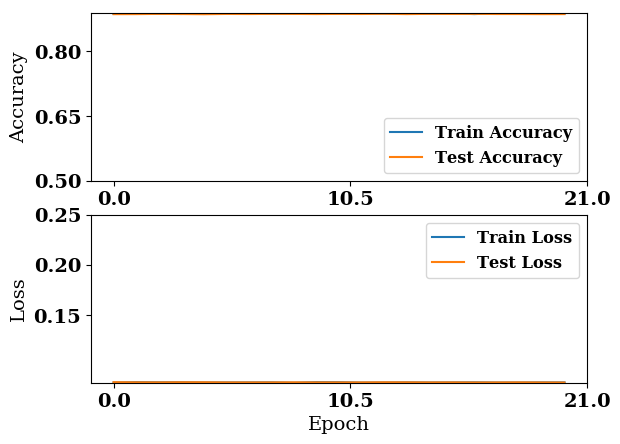 Accuracy
0.80
0.65
0.50
Train Accuracy
Test Accuracy
0.0 10.5 21.0
Loss
0.25
0.20
0.15
Train Loss
Test Loss
0.0 10.5 21.0
Epoch